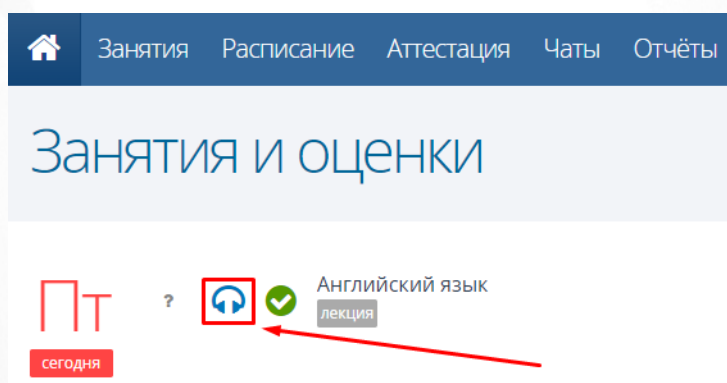 Занятия Расписание Аттестация Чаты Отчёты
Занятия и оценки
Пт ? Английский язык
лекция
сегодня